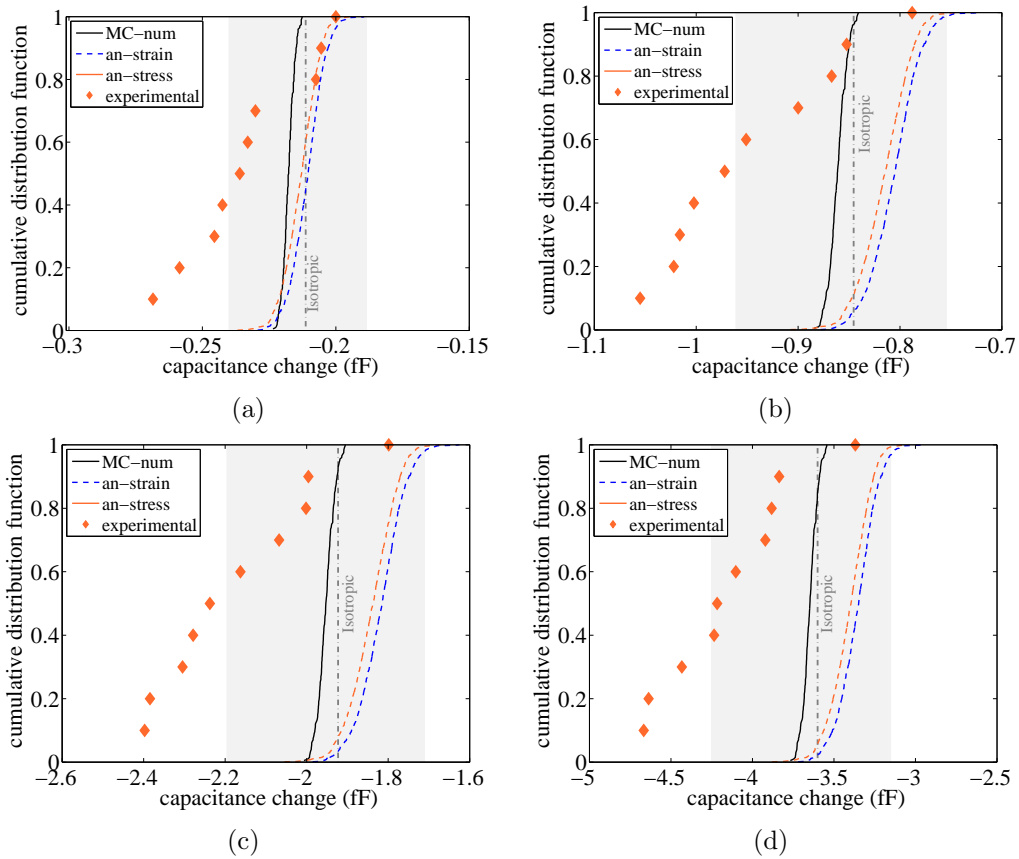 MC−num
an−strain
an−stress
experimental
Isotropic
cumulative distribution function
0
0.2
0.4
0.6
0.8
1
−0.3
−0.25
−0.2
−0.15
capacitance change (fF)
(a)
MC−num
an−strain
an−stress
experimental
Isotropic
cumulative distribution function
0
0.2
0.4
0.6
0.8
1
−1.1
−1
−0.9
−0.8
−0.7
capacitance change (fF)
(b)
MC−num
an−strain
an−stress
experimental
Isotropic
cumulative distribution function
0
0.2
0.4
0.6
0.8
1
−2.6
−2.4
−2.2
−2
−1.8
−1.6
capacitance change (fF)
(c)
MC−num
an−strain
an−stress
experimental
Isotropic
cumulative distribution function
0
0.2
0.4
0.6
0.8
1
−5
−4.5
−4
−3.5
−3
−2.5
capacitance change (fF)
(d)